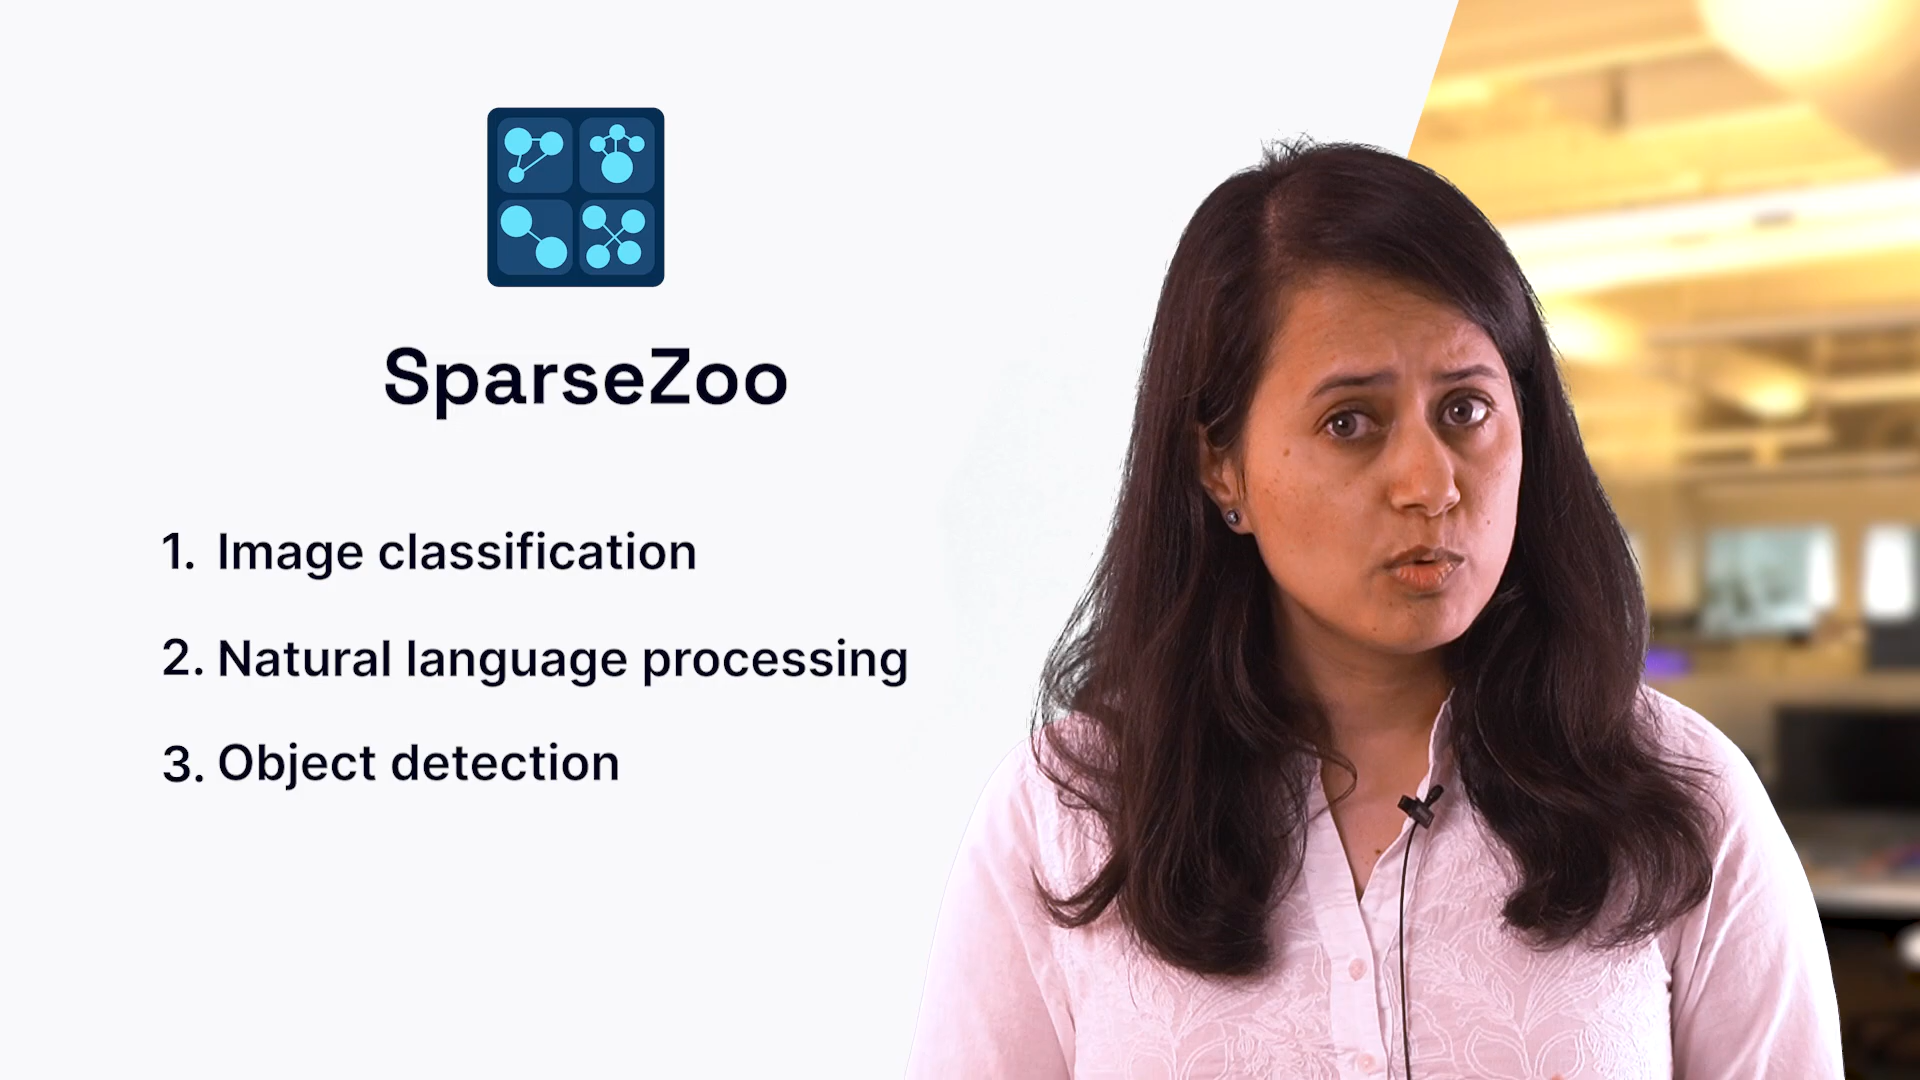 SparseZoo
1. Image classification
2. Natural language processing
3. Object detection